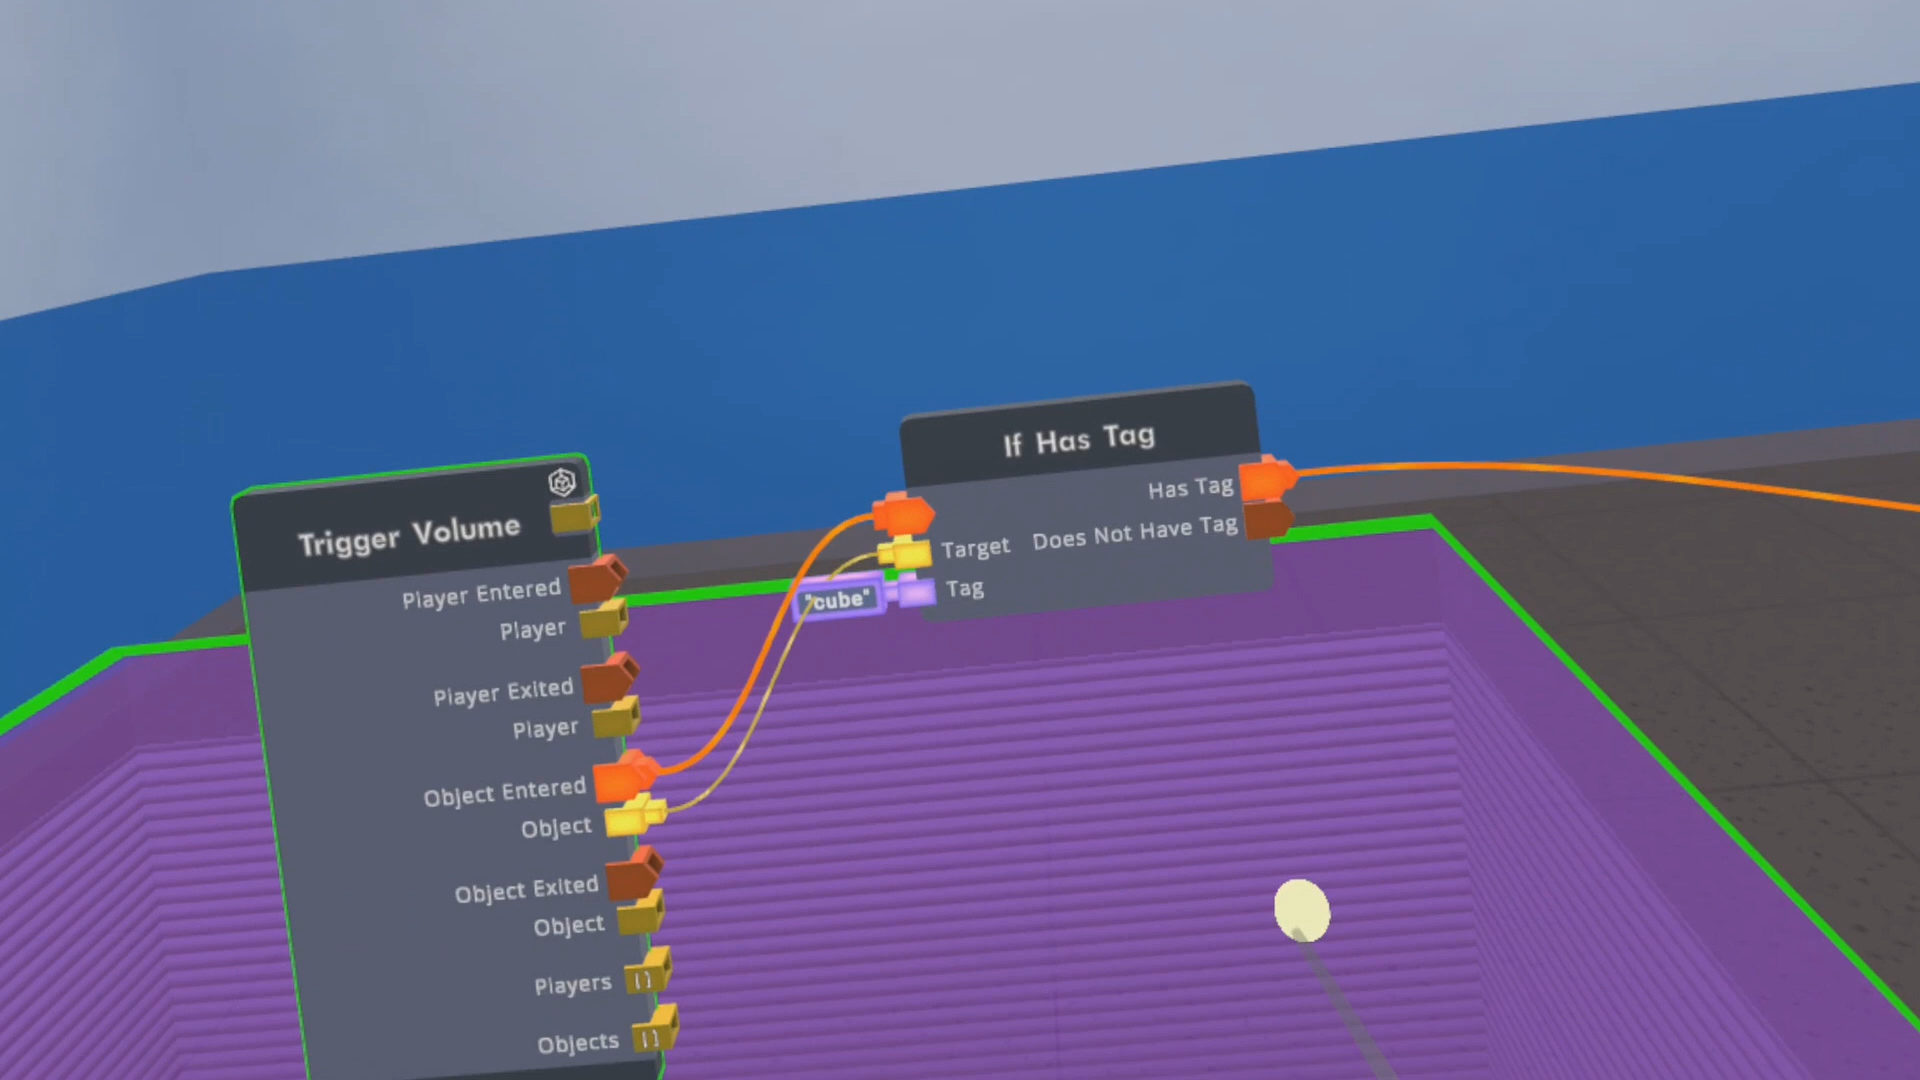 If Has Tag
Has Tag
Target
Does Not Have Tag
"cube"
Tag
Trigger Volume
Player Entered
Player
Player Exited
Player
Object Entered
Object
Object Exited
Object
Players
Objects